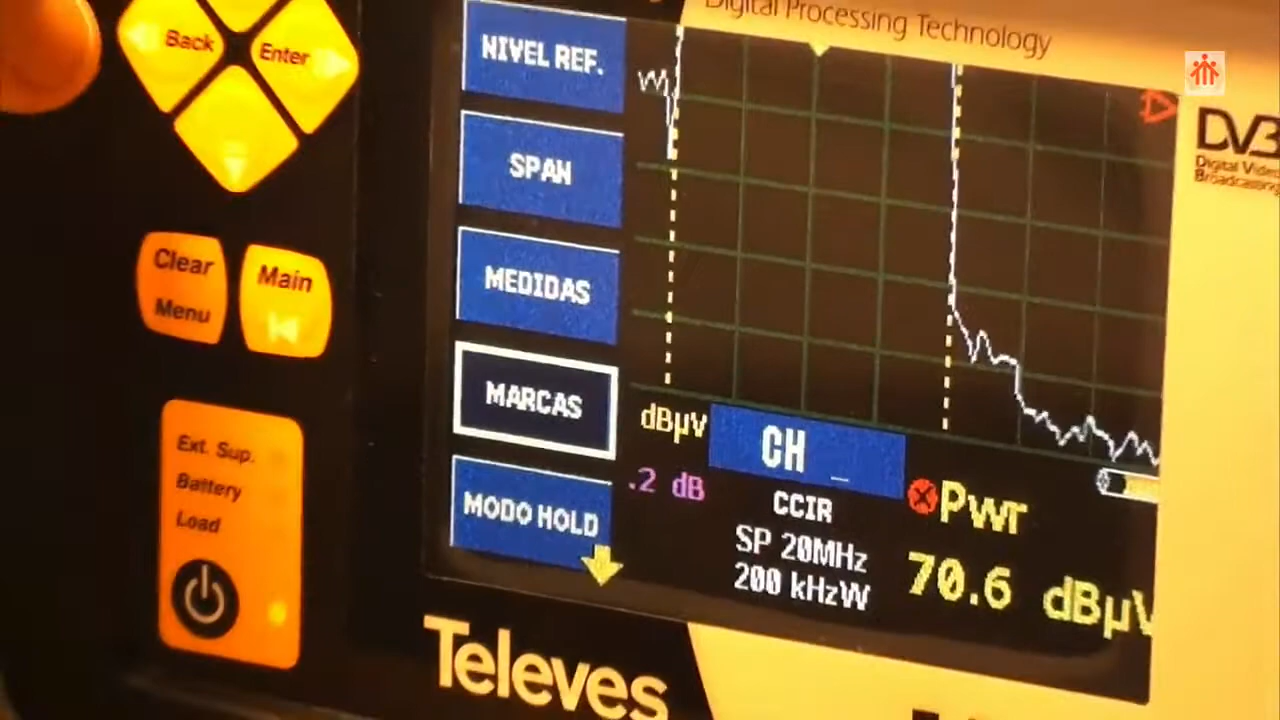 Digital Processing Technology
Back
Enter
Clear
Menu
Main
Ext. Sup.
Battery
Load
NIVEL REF.
SPAN
MEDIDAS
MARCAS
MODO HOLD
dBµV
.2 dB
CH _
CCIR
SP 20MHz
200 kHzW
Pwr
70.6 dBµV
DVB
Digital Video
Broadcasting
Televes